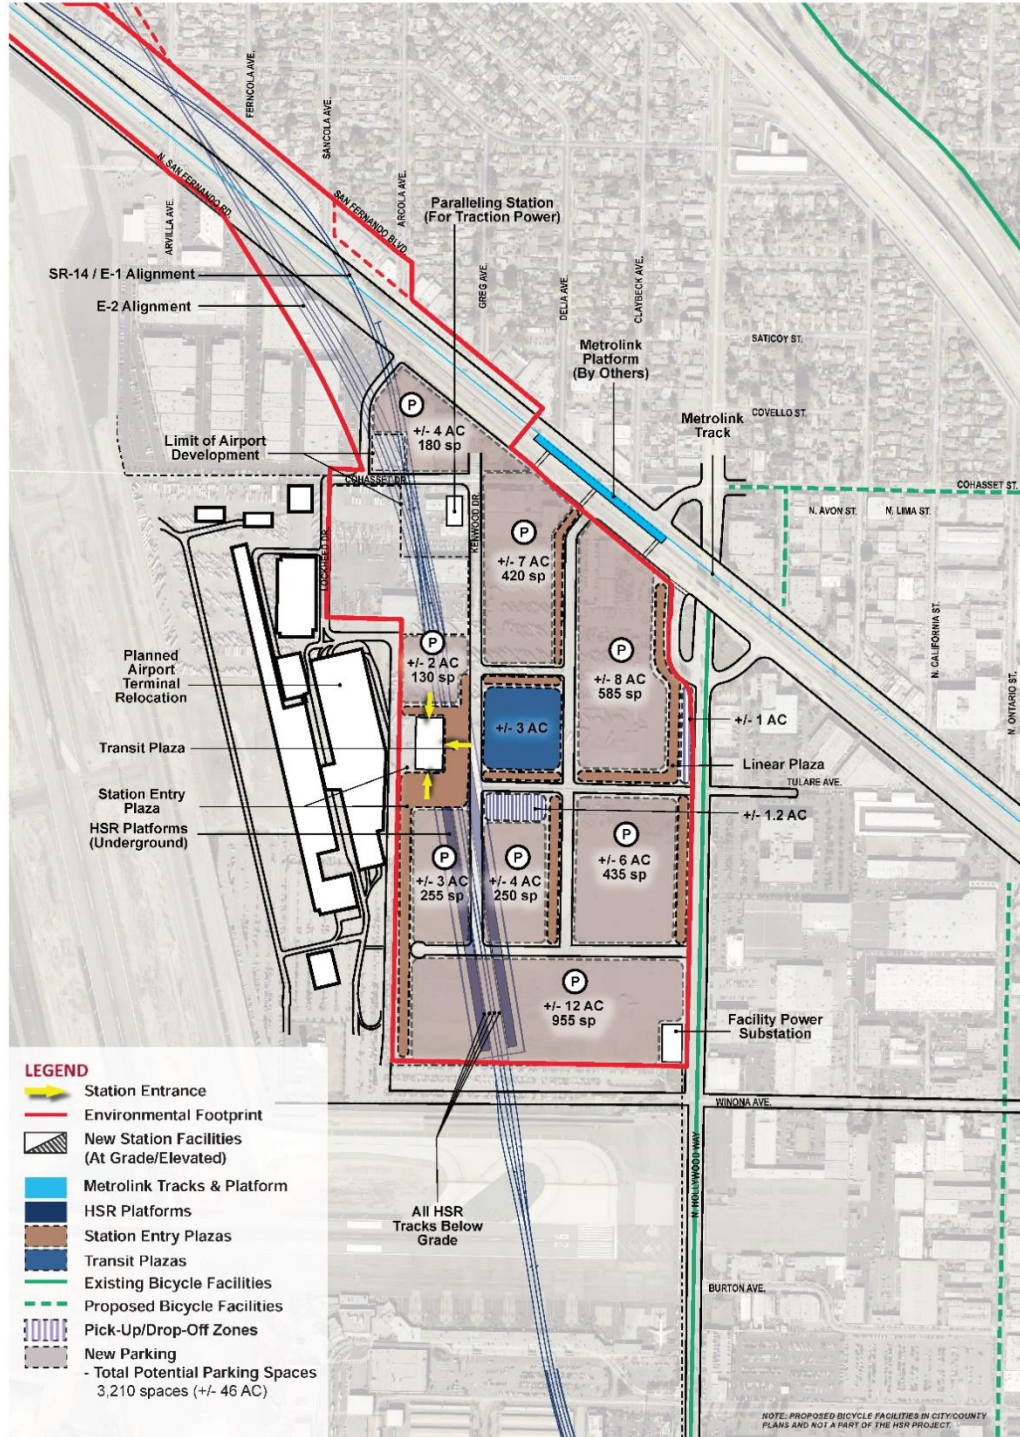 FERNCOLA AVE.
SANCOLA AVE.
ARCOLA AVE.
N. SAN FERNANDO RD.
SAN FERNANDO BLVD.
ARVILLA AVE.
Paralleling Station
(For Traction Power)
GREG AVE.
DELIA AVE.
CLAYBECK AVE.
SR-14 / E-1 Alignment
E-2 Alignment
SATICOY ST.
Metrolink
Platform
(By Others)
COVELLO ST.
Metrolink
Track
P
+/- 4 AC
180 sp
Limit of Airport
Development
COHASSET DR.
COHASSET ST.
KENWOOD DR.
LOCKHEED DR.
N. AVON ST.
N. LIMA ST.
P
+/- 7 AC
420 sp
N. CALIFORNIA ST.
N. ONTARIO ST.
P
+/- 2 AC
130 sp
P
+/- 8 AC
585 sp
Planned
Airport
Terminal
Relocation
+/- 3 AC
+/- 1 AC
Transit Plaza
Linear Plaza
TULARE AVE.
Station Entry
Plaza
+/- 1.2 AC
HSR Platforms
(Underground)
P
+/- 3 AC
255 sp
P
+/- 4 AC
250 sp
P
+/- 6 AC
435 sp
P
+/- 12 AC
955 sp
Facility Power
Substation
WINONA AVE.
N. HOLLYWOOD WAY
All HSR
Tracks Below
Grade
BURTON AVE.
LEGEND
Station Entrance
Environmental Footprint
New Station Facilities
(At Grade/Elevated)
Metrolink Tracks & Platform
HSR Platforms
Station Entry Plazas
Transit Plazas
Existing Bicycle Facilities
Proposed Bicycle Facilities
Pick-Up/Drop-Off Zones
New Parking
- Total Potential Parking Spaces
3,210 spaces (+/- 46 AC)
NOTE: PROPOSED BICYCLE FACILITIES IN CITY/COUNTY
PLANS AND NOT A PART OF THE HSR PROJECT.